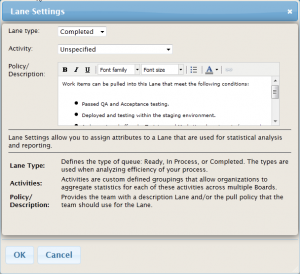 Lane Settings
Lane type: Completed
Activity: Unspecified
Policy/
Description:
B I U Font family Font size A
Work items can be pulled into this Lane that meet the following conditions:
Passed QA and Acceptance testing.
Deployed and testing within the staging environment.
Lane Settings allow you to assign attributes to a Lane that are used for statistical analysis
and reporting.
Lane Type: Defines the type of queue: Ready, In Process, or Completed. The types are
used when analyzing efficiency of your process.
Activities: Activities are custom defined groupings that allow organizations to
aggregate statistics for each of these activities across multiple Boards.
Policy/ Provides the team with a description Lane and/or the pull policy that the
Description: team should use for the Lane.
OK Cancel